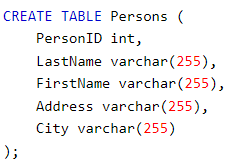 CREATE TABLE Persons (
    PersonID int,
    LastName varchar(255),
    FirstName varchar(255),
    Address varchar(255),
    City varchar(255)
);